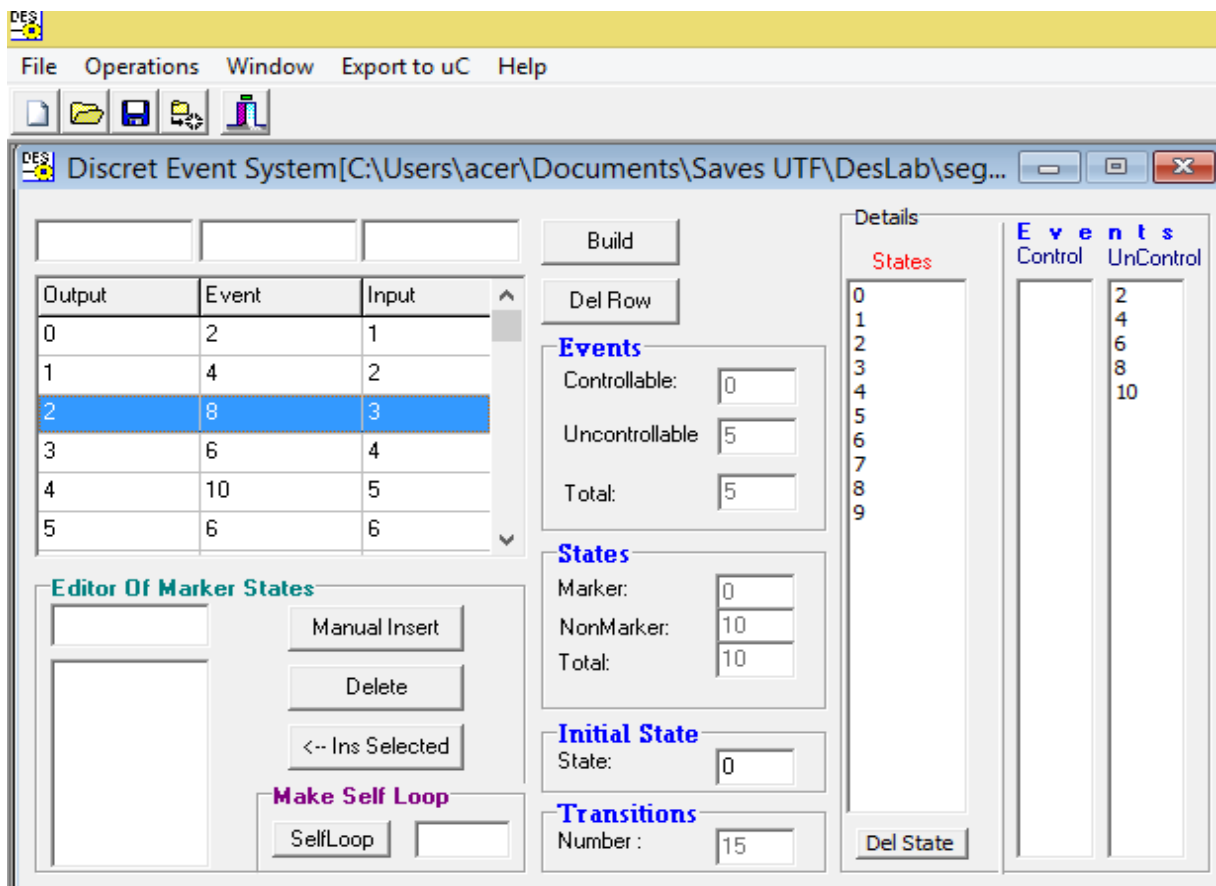 DES
File Operations Window Export to uC Help
DES Discret Event System[C:\Users\acer\Documents\Saves UTF\DesLab\seg...
Build
Del Row
Output Event Input
0 2 1
1 4 2
2 8 3
3 6 4
4 10 5
5 6 6
Editor Of Marker States
Manual Insert
Delete
<-- Ins Selected
Make Self Loop
SelfLoop
Events
Controllable: 0
Uncontrollable 5
Total: 5
States
Marker: 0
NonMarker: 10
Total: 10
Initial State
State: 0
Transitions
Number : 15
Details
States
0
1
2
3
4
5
6
7
8
9
Del State
Events
Control UnControl
2
4
6
8
10